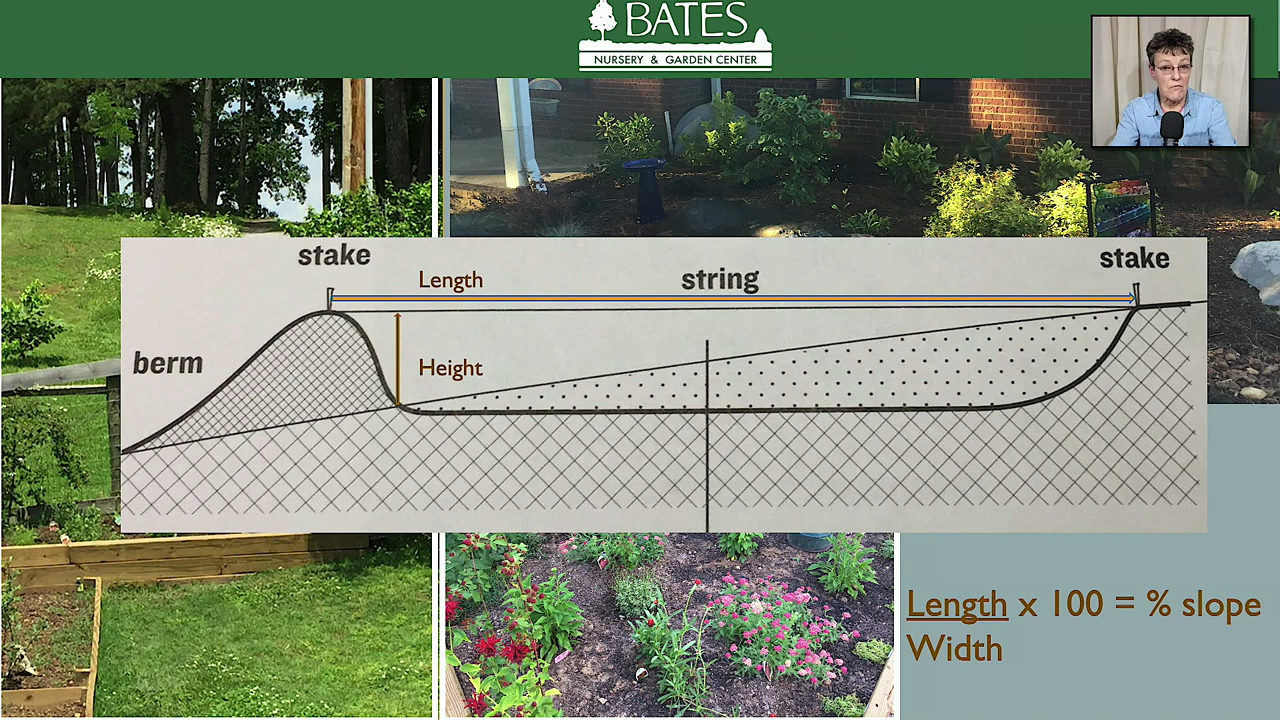 BATES
NURSERY & GARDEN CENTER
stake
string
stake
Length
berm
Height
Length x 100 = % slope
Width